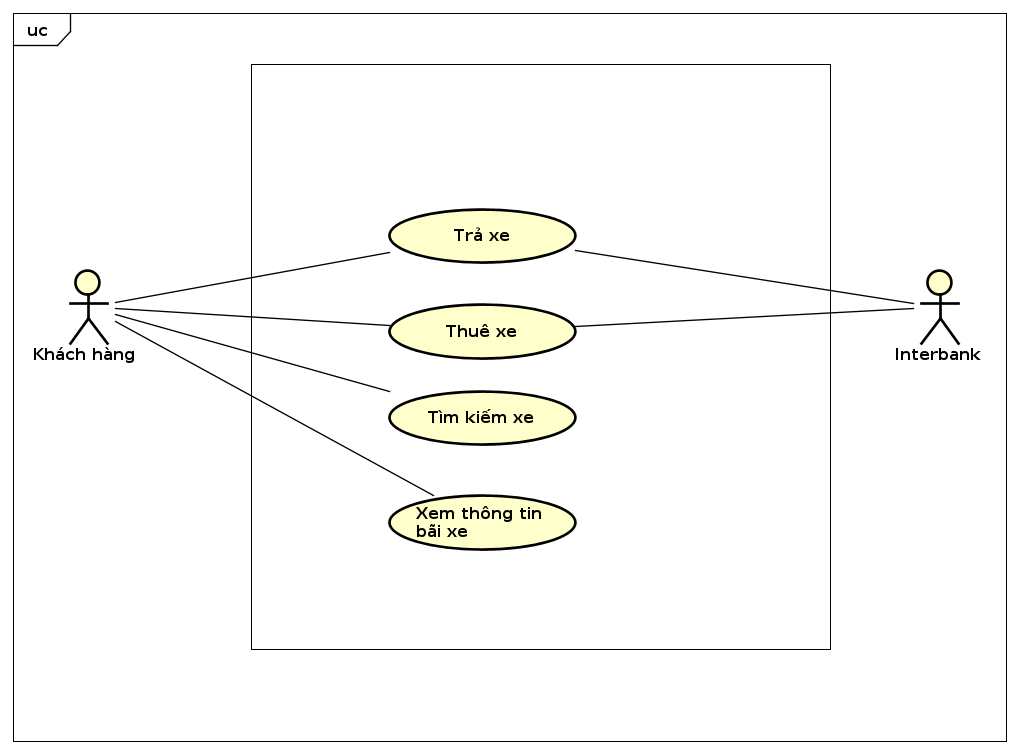 uc
Trả xe
Thuê xe
Khách hàng
Interbank
Tìm kiếm xe
Xem thông tin
bãi xe